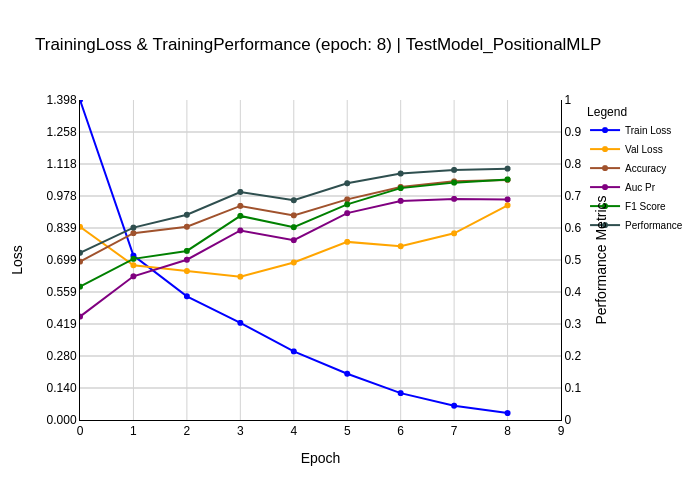 TrainingLoss & TrainingPerformance (epoch: 8) | TestModel_PositionalMLP
Legend
Train Loss
Val Loss
Accuracy
Auc Pr
F1 Score
Performance
Loss
1.398
1.258
1.118
0.978
0.839
0.699
0.559
0.419
0.280
0.140
0.000
1
0.9
0.8
0.7
0.6
0.5
0.4
0.3
0.2
0.1
0
Performance Metrics
0 1 2 3 4 5 6 7 8 9
Epoch